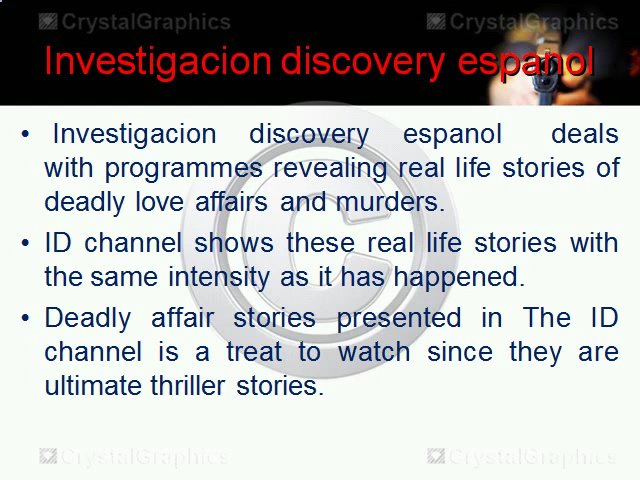 CrystalGraphics CrystalGraphics
Investigacion discovery espanol
• Investigacion discovery espanol deals
with programmes revealing real life stories of
deadly love affairs and murders.
• ID channel shows these real life stories with
the same intensity as it has happened.
• Deadly affair stories presented in The ID
channel is a treat to watch since they are
ultimate thriller stories.
CrystalGraphics CrystalGraphics